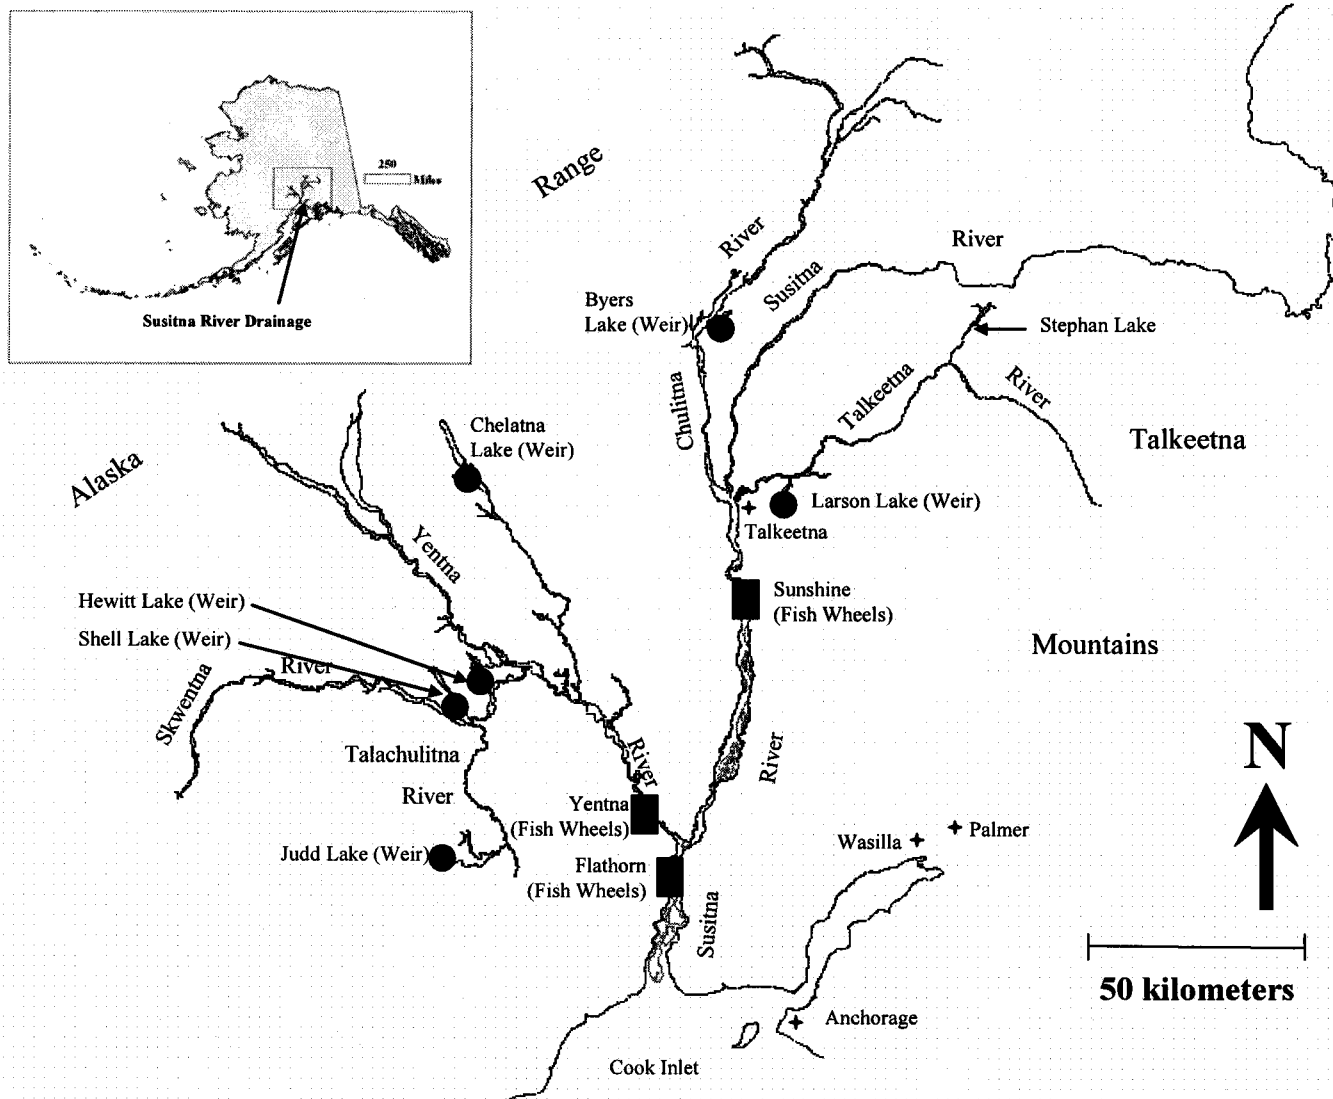 250
Miles
Susitna River Drainage
Range
River
River
Susitna
Byers
Lake (Weir)
Stephan Lake
Chulitna
Talkeetna
River
Talkeetna
Chelatna
Lake (Weir)
Alaska
Larson Lake (Weir)
Talkeetna
Yentna
Sunshine
(Fish Wheels)
Hewitt Lake (Weir)
Shell Lake (Weir)
Mountains
River
Skwentna
Talachulitna
River
River
River
N
Yentna
(Fish Wheels)
Wasilla
Palmer
Judd Lake (Weir)
Flathorn
(Fish Wheels)
Susitna
50 kilometers
Anchorage
Cook Inlet